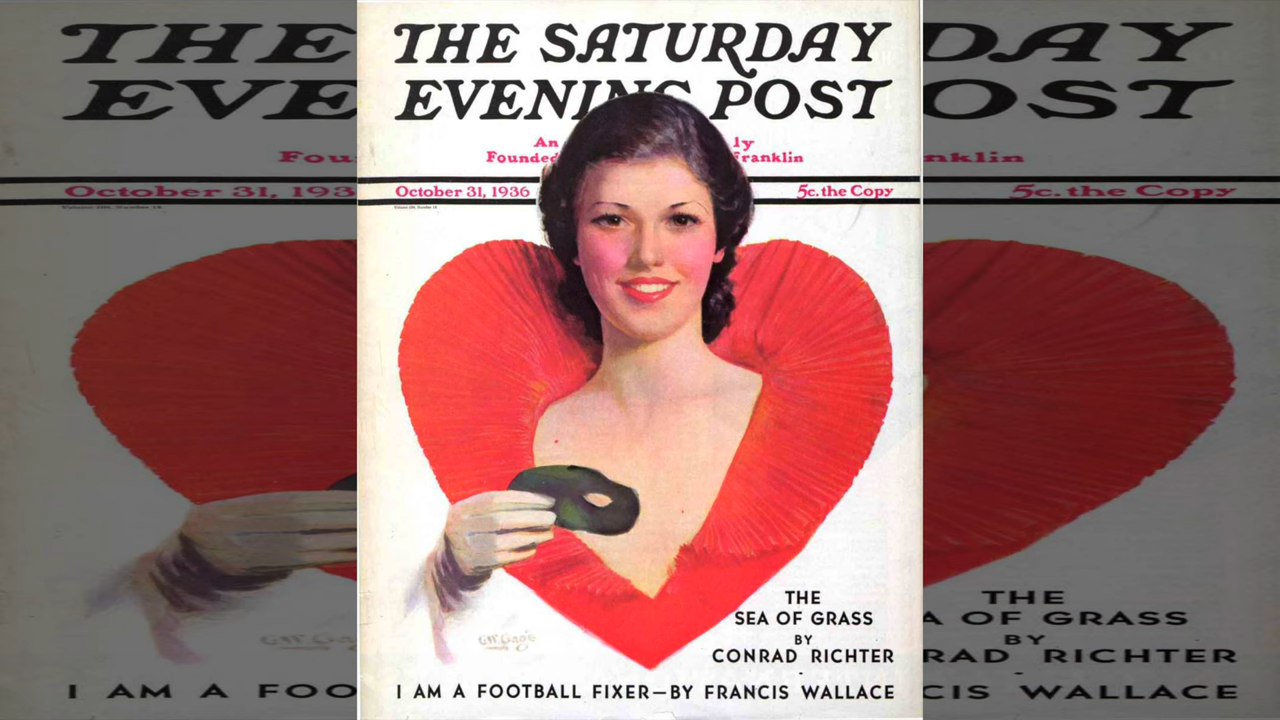 THE SATURDAY
EVENING POST
An ly
Founded Franklin
October 31, 1936 5c. the Copy
THE
SEA OF GRASS
BY
CONRAD RICHTER
I AM A FOOTBALL FIXER—BY FRANCIS WALLACE